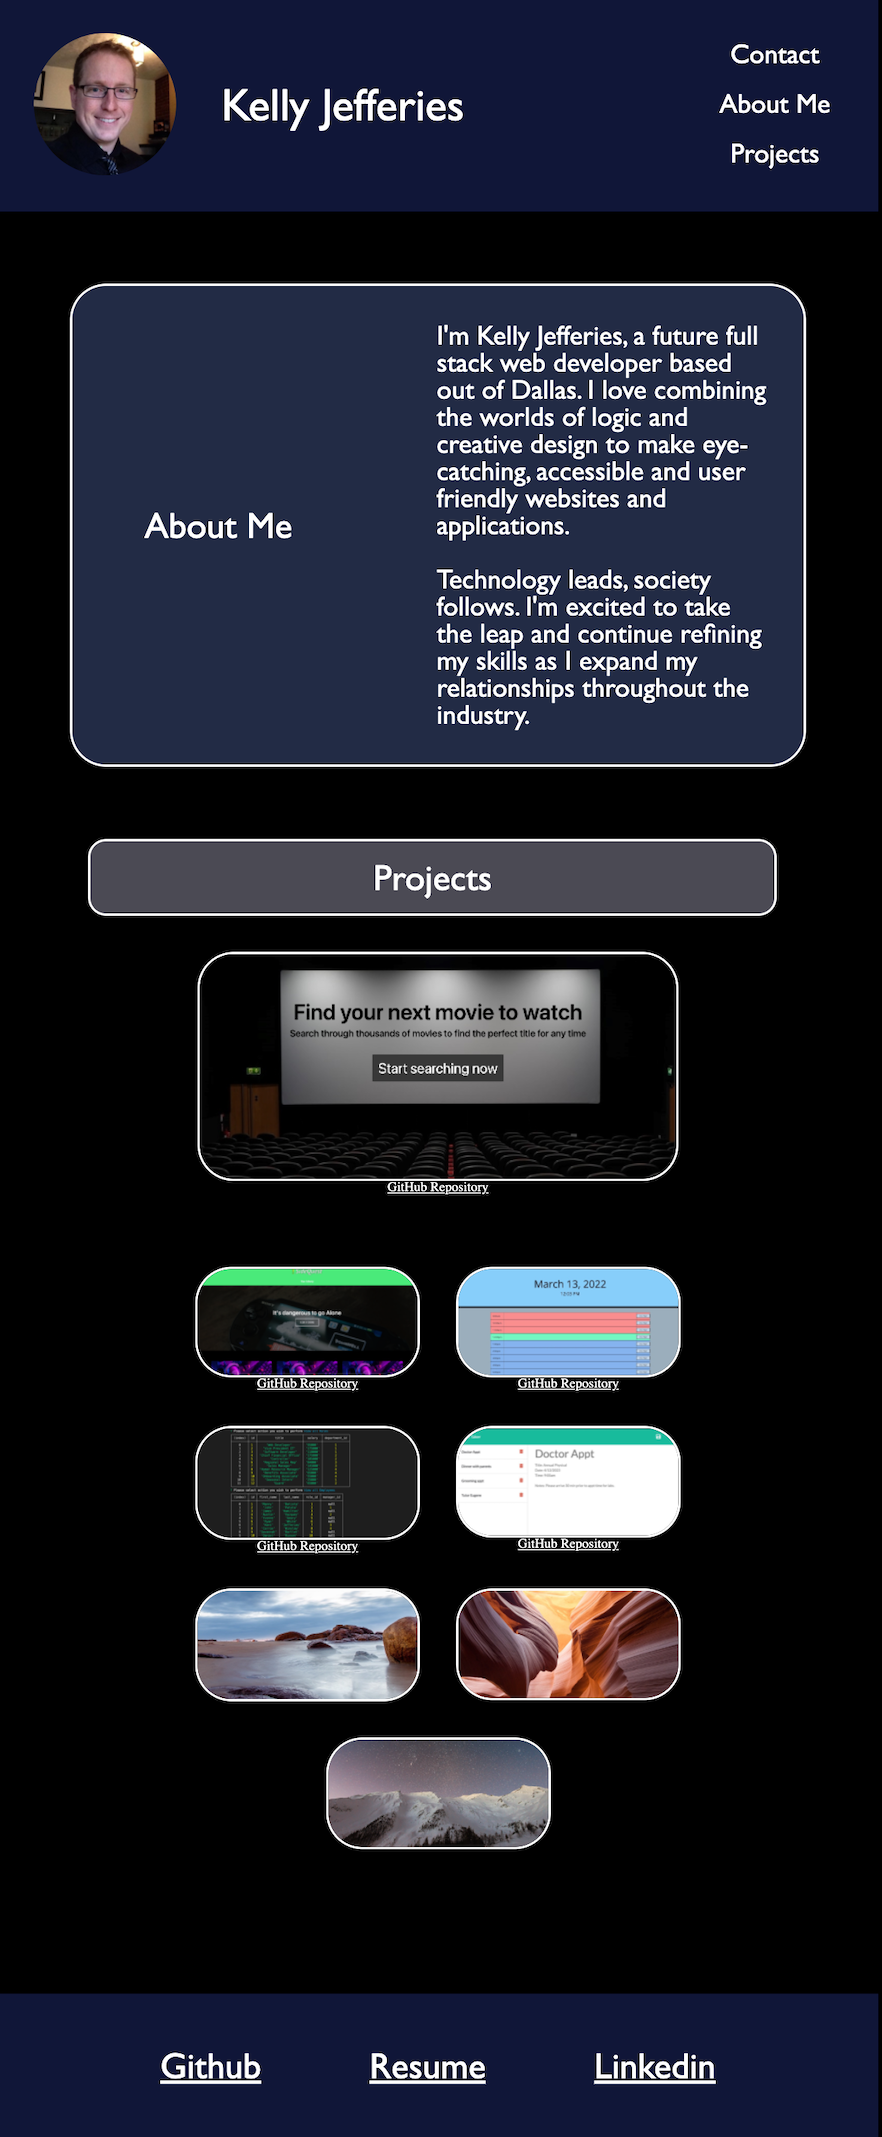 Kelly Jefferies
Contact
About Me
Projects
About Me
I'm Kelly Jefferies, a future full
stack web developer based
out of Dallas. I love combining
the worlds of logic and
creative design to make eye-
catching, accessible and user
friendly websites and
applications.
Technology leads, society
follows. I'm excited to take
the leap and continue refining
my skills as I expand my
relationships throughout the
industry.
Projects
Find your next movie to watch
Search through thousands of movies to find the perfect title for any time
Start searching now
GitHub Repository
It's dangerous to go Alone
GitHub Repository
March 13, 2022
GitHub Repository
GitHub Repository
Doctor Appt
GitHub Repository
Github
Resume
Linkedin